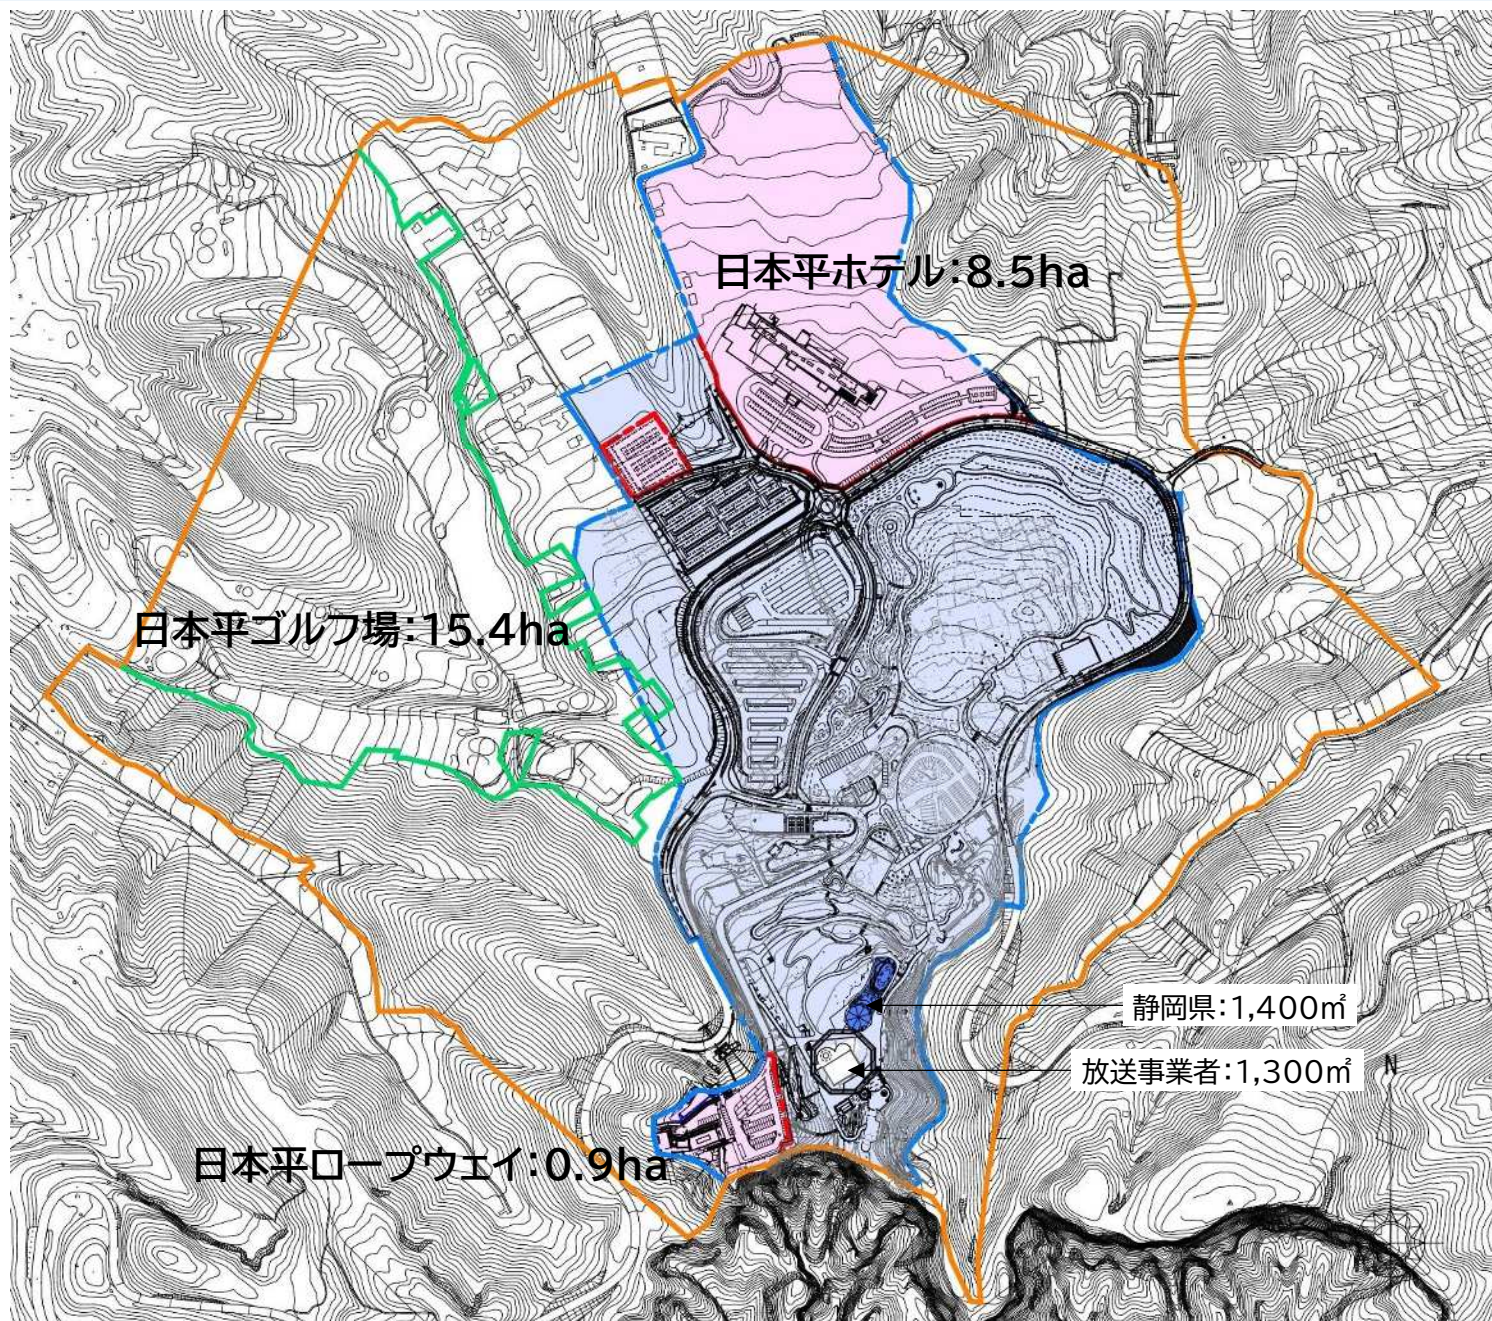 日本平ホテル:8.5ha
日本平ゴルフ場:15.4ha
静岡県:1,400㎡
放送事業者:1,300㎡
N
日本平ロープウェイ:0.9ha